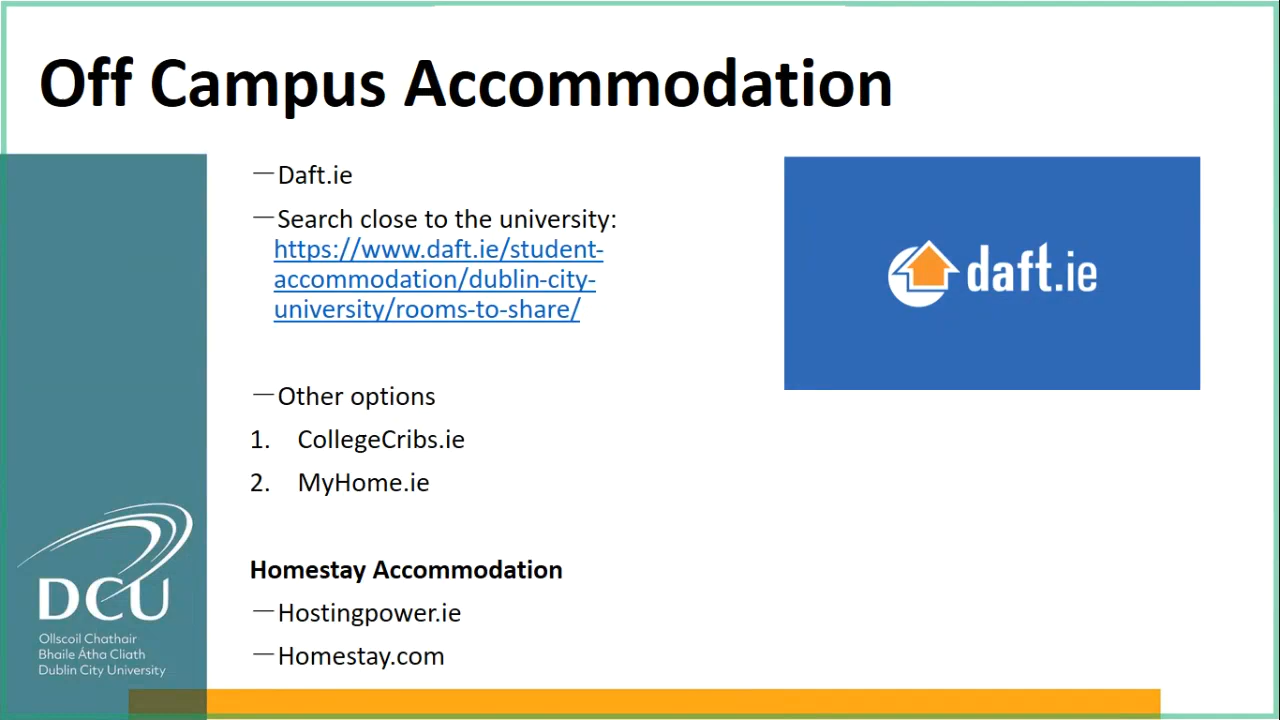 Off Campus Accommodation
— Daft.ie
— Search close to the university:
https://www.daft.ie/student-
accommodation/dublin-city-
university/rooms-to-share/
daft.ie
— Other options
1. CollegeCribs.ie
2. MyHome.ie
Homestay Accommodation
— Hostingpower.ie
— Homestay.com
DCU
Ollscoil Chathair
Bhaile Átha Cliath
Dublin City University